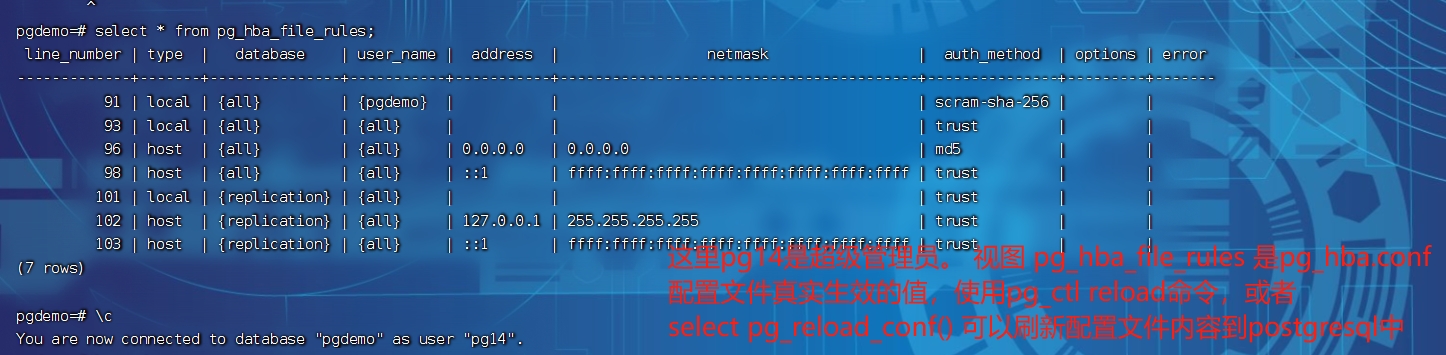 ^
pgdemo=# select * from pg_hba_file_rules;
 line_number | type  |   database    | user_name |  address  |                 netmask                 |  auth_method  | options | error
-------------+-------+---------------+-----------+-----------+-----------------------------------------+---------------+---------+-------
          91 | local | {all}         | {pgdemo}  |           |                                         | scram-sha-256 |         |
          93 | local | {all}         | {all}     |           |                                         | trust         |         |
          96 | host  | {all}         | {all}     | 0.0.0.0   | 0.0.0.0                                 | md5           |         |
          98 | host  | {all}         | {all}     | ::1       | ffff:ffff:ffff:ffff:ffff:ffff:ffff:ffff | trust         |         |
         101 | local | {replication} | {all}     |           |                                         | trust         |         |
         102 | host  | {replication} | {all}     | 127.0.0.1 | 255.255.255.255                         | trust         |         |
         103 | host  | {replication} | {all}     | ::1       | ffff:ffff:ffff:ffff:ffff:ffff:ffff:ffff | trust         |         |
(7 rows)
这里pg14是超级管理员。 视图 pg_hba_file_rules 是pg_hba.conf
配置文件真实生效的值，使用pg_ctl reload命令，或者
select pg_reload_conf() 可以刷新配置文件内容到postgresql中
pgdemo=# \c
You are now connected to database "pgdemo" as user "pg14".